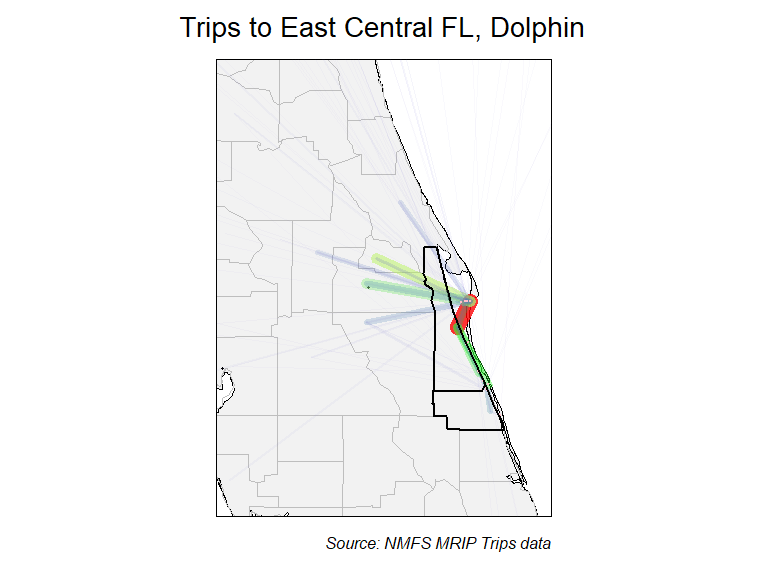 Trips to East Central FL, Dolphin
Source: NMFS MRIP Trips data